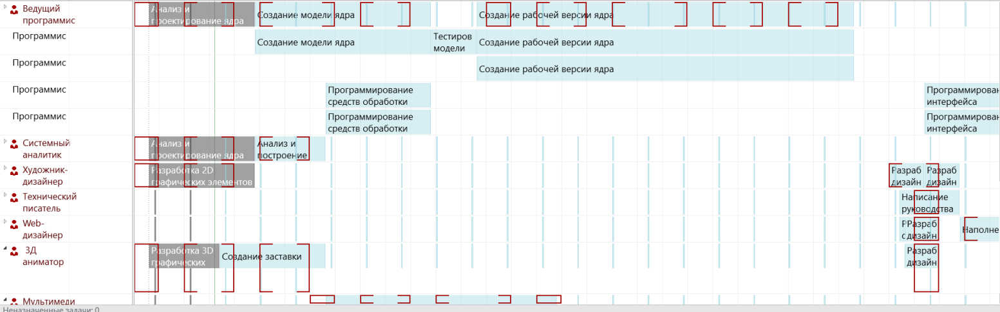 Ведущий
программис
Анализ и
проектирование ядра
Создание модели ядра
Создание рабочей версии ядра
Программис
Создание модели ядра
Тестиров
модели
Создание рабочей версии ядра
Программис
Создание рабочей версии ядра
Программис
Программирование
средств обработки
Программирован
интерфейса
Программис
Программирование
средств обработки
Программирован
интерфейса
Системный
аналитик
Анализ и
проектирование ядра
Анализ и
построение
Художник-
дизайнер
Разработка 2D
графических элементов
Разраб
дизайн
Разраб
дизайн
Технический
писатель
Написание
руководства
Web-
дизайнер
Р
с
Разраб
дизайн
Наполне
3Д
аниматор
Разработка 3D
графических
Создание заставки
Разраб
дизайн
Мультимеди
Неназначенные задачи: 0